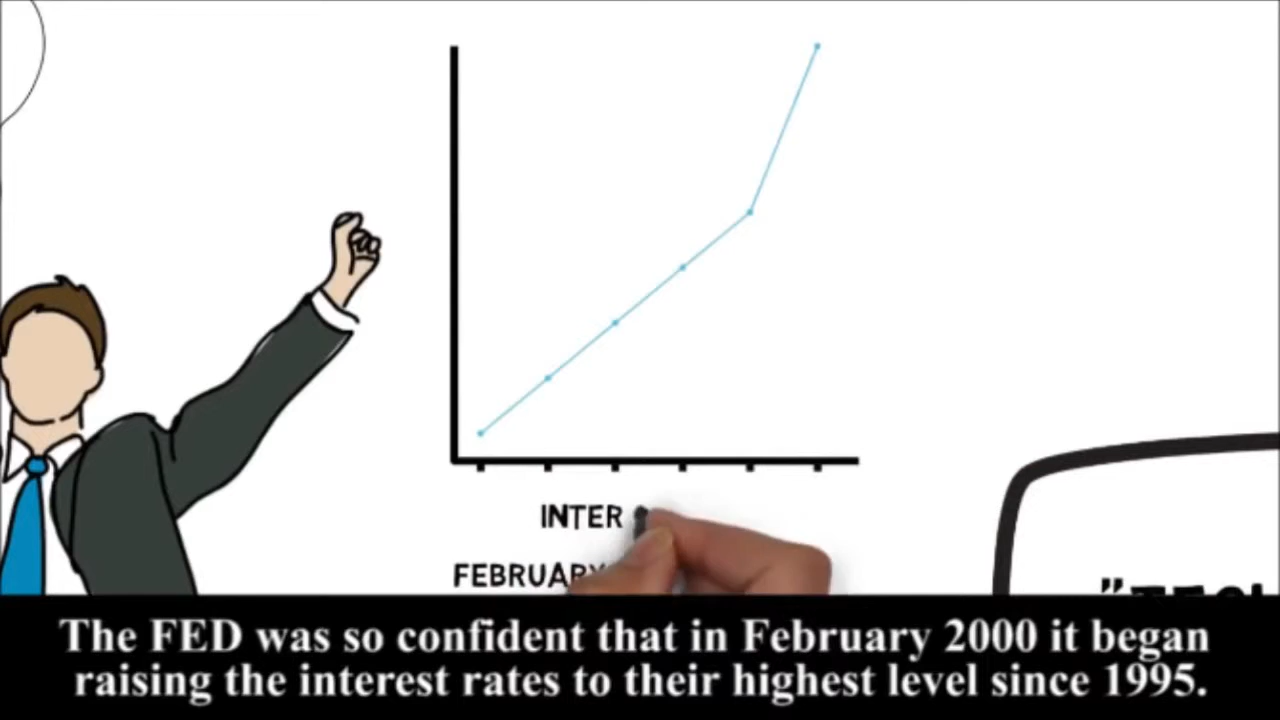 INTER
FEBRUARY
The FED was so confident that in February 2000 it began
raising the interest rates to their highest level since 1995.